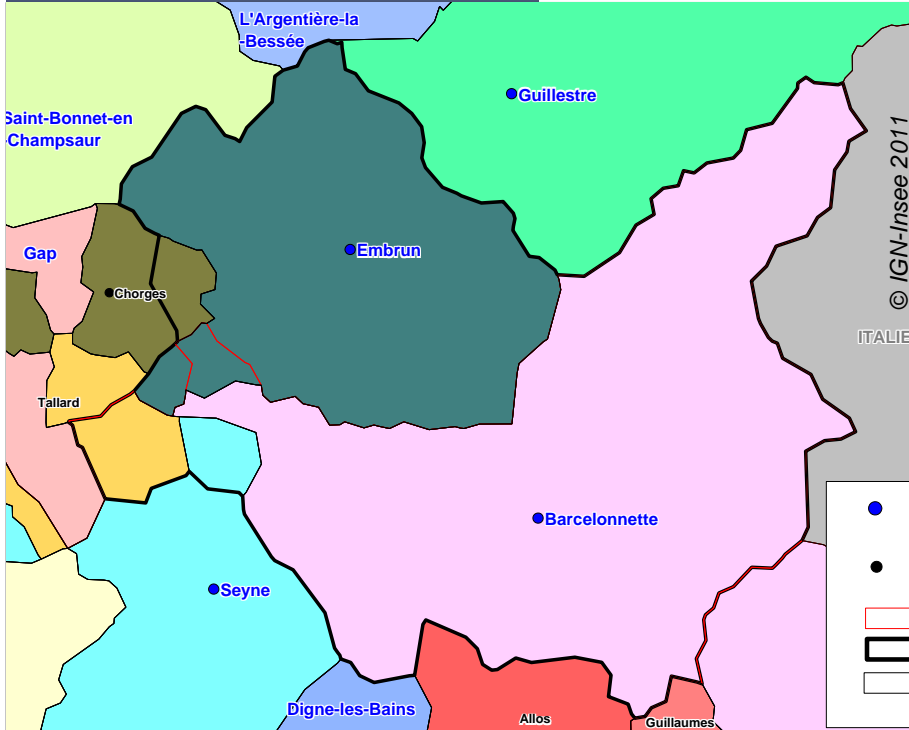 L'Argentière-la
-Bessée
Guillestre
Saint-Bonnet-en
-Champsaur
© IGN-Insee 2011
Gap
Embrun
Chorges
ITALIE
Tallard
Barcelonnette
Seyne
Digne-les-Bains
Allos
Guillaumes